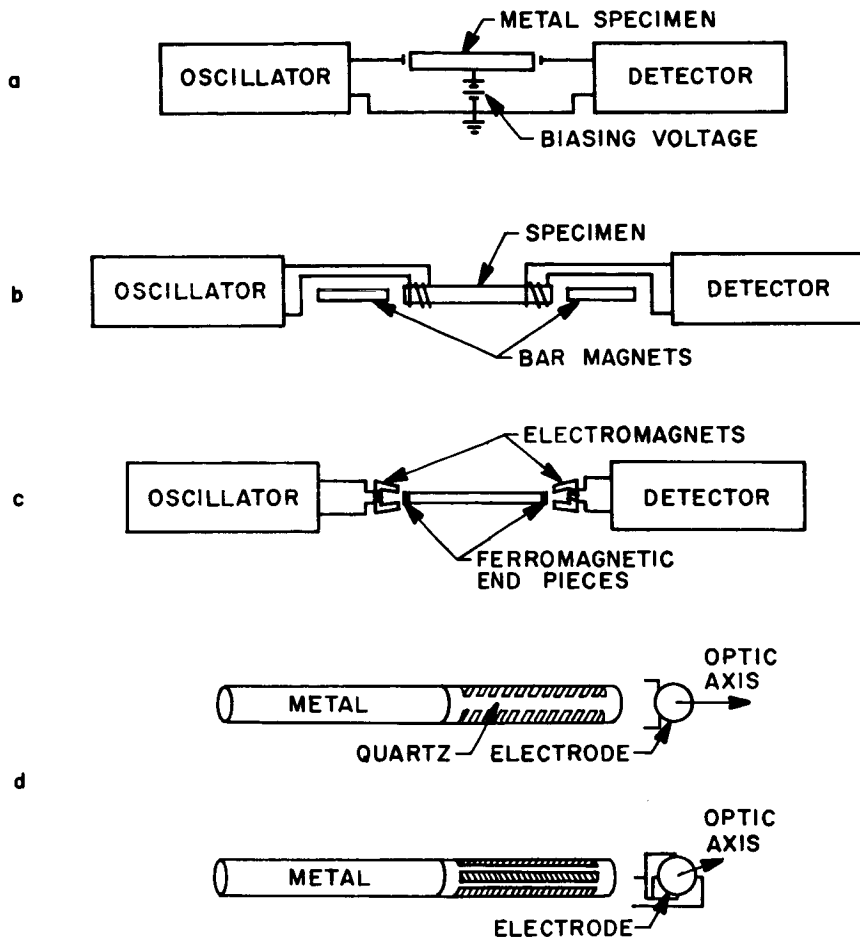 a
METAL SPECIMEN
OSCILLATOR
DETECTOR
BIASING VOLTAGE
b
SPECIMEN
OSCILLATOR
DETECTOR
BAR MAGNETS
c
ELECTROMAGNETS
OSCILLATOR
DETECTOR
FERROMAGNETIC
END PIECES
d
METAL
OPTIC
AXIS
QUARTZ
ELECTRODE
METAL
OPTIC
AXIS
ELECTRODE